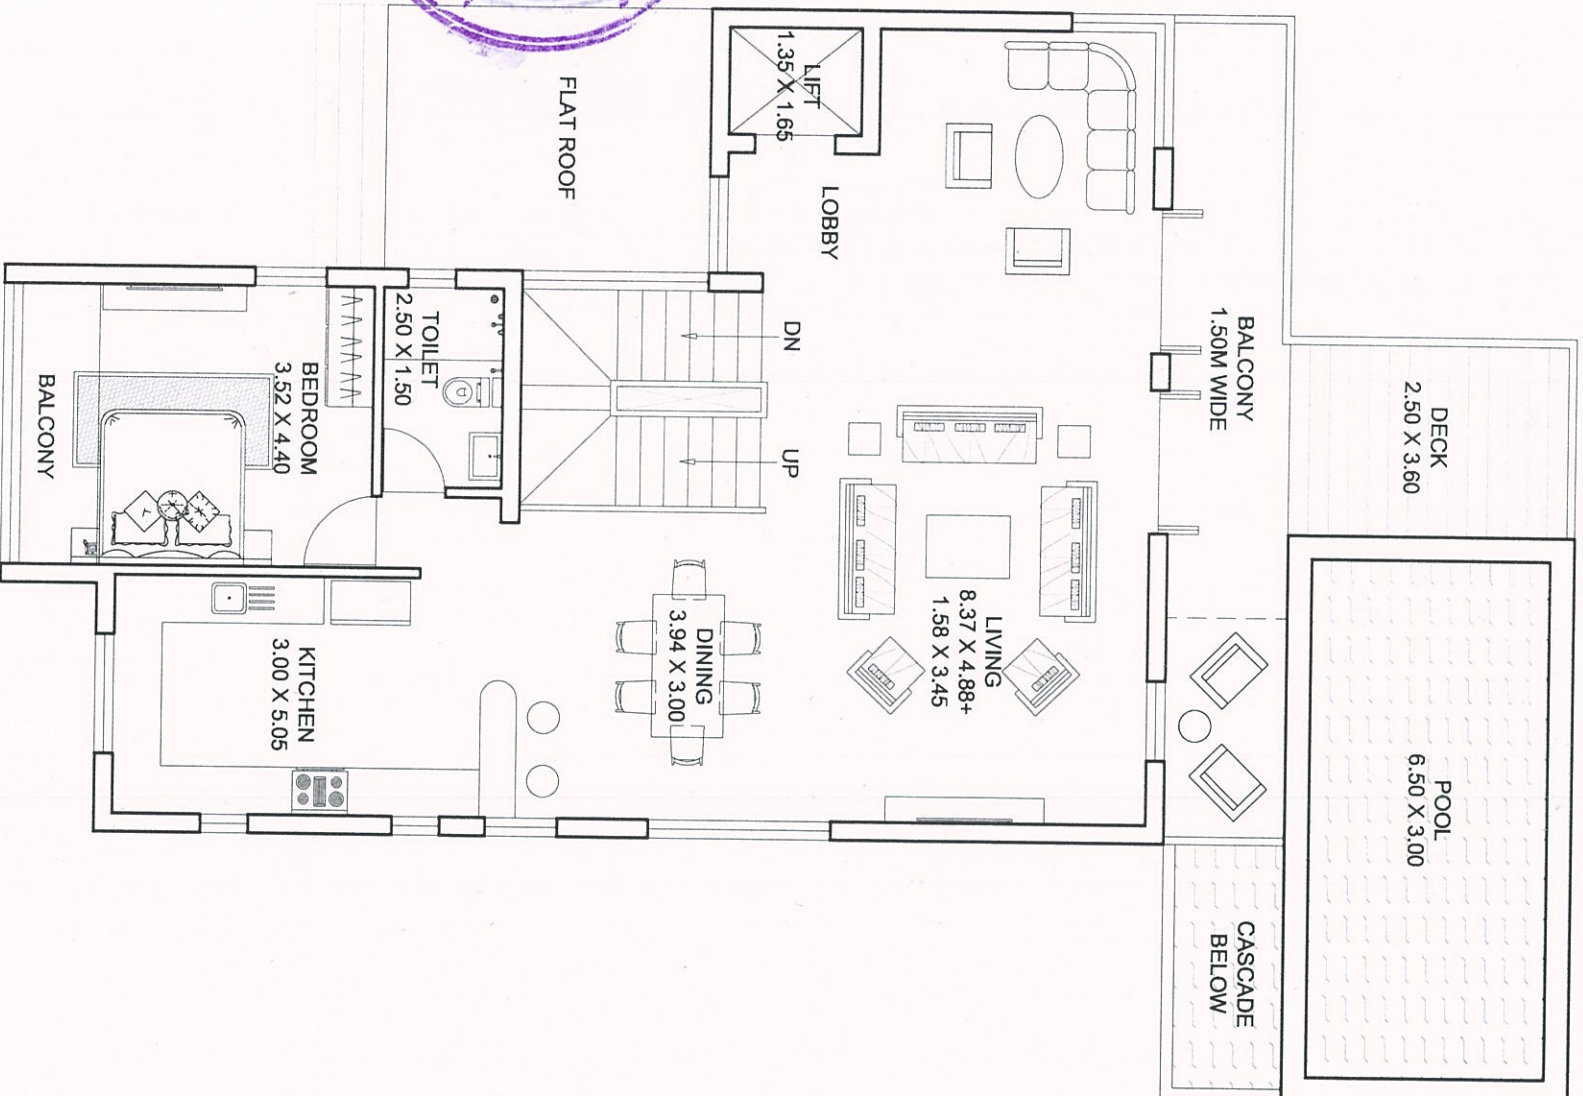 DECK
2.50 X 3.60
POOL
6.50 X 3.00
BALCONY
1.50M WIDE
CASCADE
BELOW
LIVING
8.37 X 4.88+
1.58 X 3.45
LIFT
1.35 X 1.65
LOBBY
DN
UP
DINING
3.94 X 3.00
FLAT ROOF
TOILET
2.50 X 1.50
BEDROOM
3.52 X 4.40
KITCHEN
3.00 X 5.05
BALCONY